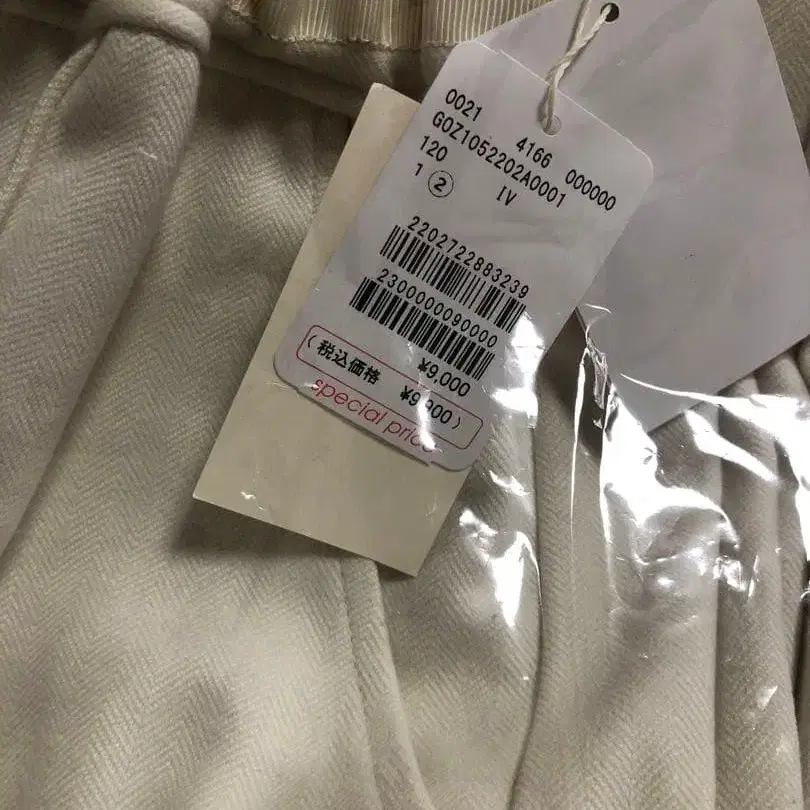 0021 4166 000000
GOZ1052202A0001
120
1 ② IV
2202722883239
2300000090000
¥9,000
(税込価格 ¥9,900)
special price